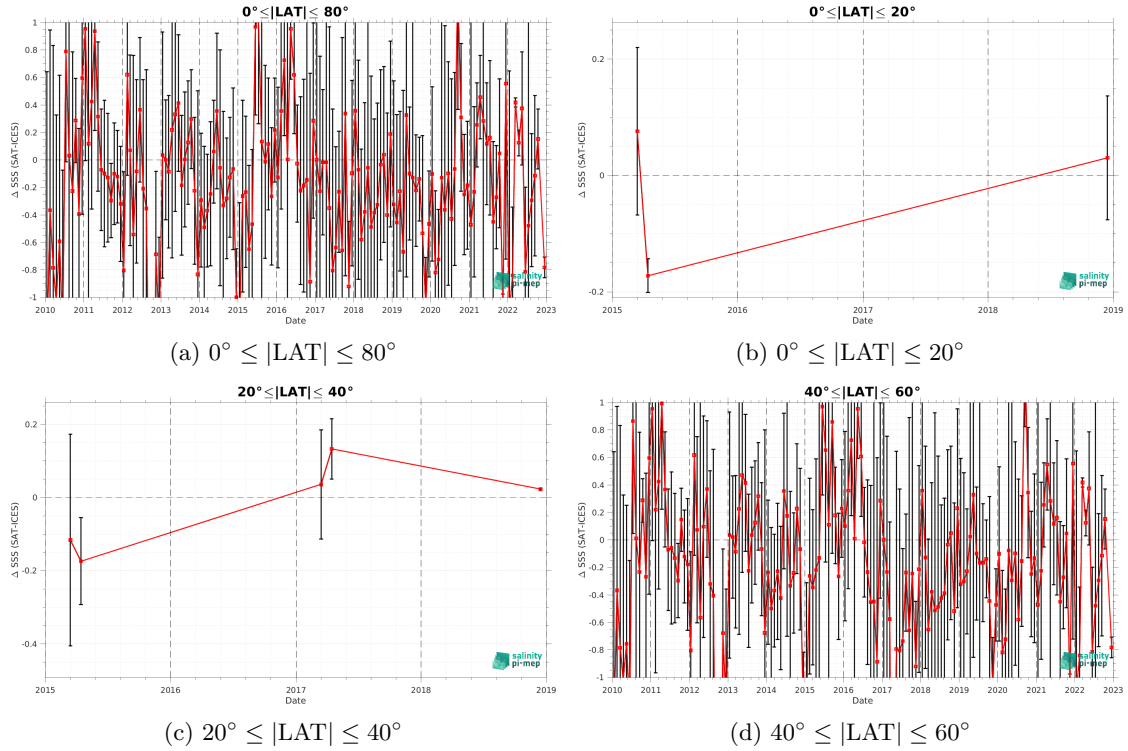 0°≤|LAT|≤ 80°
Δ SSS (SAT-ICES)
1
0.8
0.6
0.4
0.2
0
-0.2
-0.4
-0.6
-0.8
-1
2010 2011 2012 2013 2014 2015 2016 2017 2018 2019 2020 2021 2022 2023
Date
salinity
pi-mep
(a) 0° ≤ |LAT| ≤ 80°
0°≤|LAT|≤ 20°
Δ SSS (SAT-ICES)
0.2
0
-0.2
2015 2016 2017 2018 2019
Date
salinity
pi-mep
(b) 0° ≤ |LAT| ≤ 20°
20°≤|LAT|≤ 40°
Δ SSS (SAT-ICES)
0.2
0
-0.2
-0.4
2015 2016 2017 2018 2019
Date
salinity
pi-mep
(c) 20° ≤ |LAT| ≤ 40°
40°≤|LAT|≤ 60°
Δ SSS (SAT-ICES)
1
0.8
0.6
0.4
0.2
0
-0.2
-0.4
-0.6
-0.8
-1
2010 2011 2012 2013 2014 2015 2016 2017 2018 2019 2020 2021 2022 2023
Date
salinity
pi-mep
(d) 40° ≤ |LAT| ≤ 60°